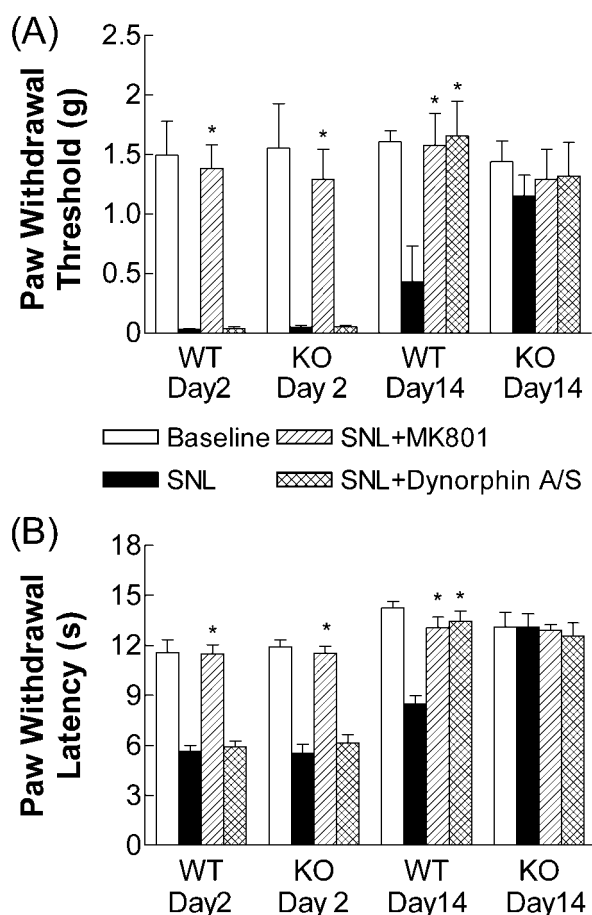 (A)
Paw Withdrawal
Threshold (g)
2.5
2
1.5
1.0
0.5
0
* * * *
WT KO WT KO
Day2 Day 2 Day14 Day14
Baseline SNL+MK801
SNL SNL+Dynorphin A/S
(B)
Paw Withdrawal
Latency (s)
18
15
12
9
6
3
0
* * * *
WT KO WT KO
Day2 Day 2 Day14 Day14